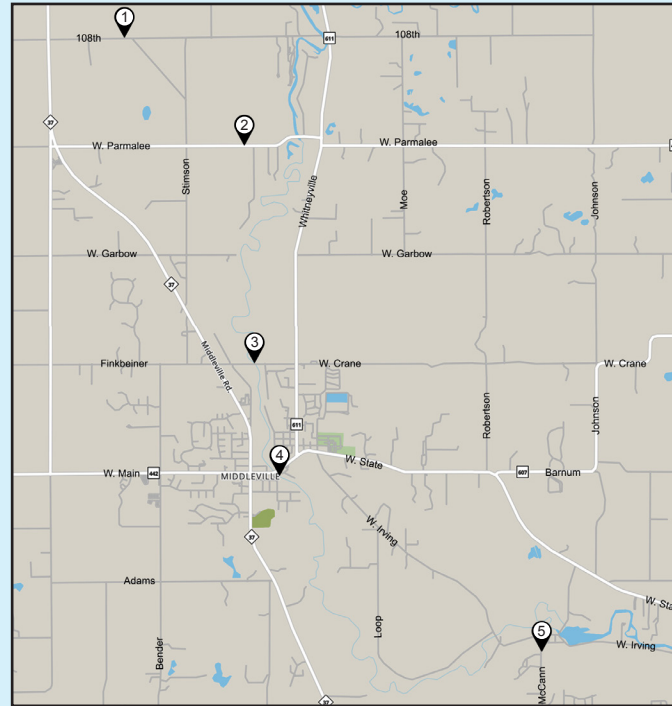 1
108th
611
108th
37
2
W. Parmalee
W. Parmalee
Stimson
Whitneyville
Moe
Robertson
Johnson
W. Garbow
W. Garbow
37
Middleville Rd.
3
Finkbeiner
W. Crane
W. Crane
611
Robertson
Johnson
4
W. State
W. Main
442
MIDDLEVILLE
607
Barnum
W. Irving
37
Adams
W. Sta
Bender
Loop
5
W. Irving
McCann
37